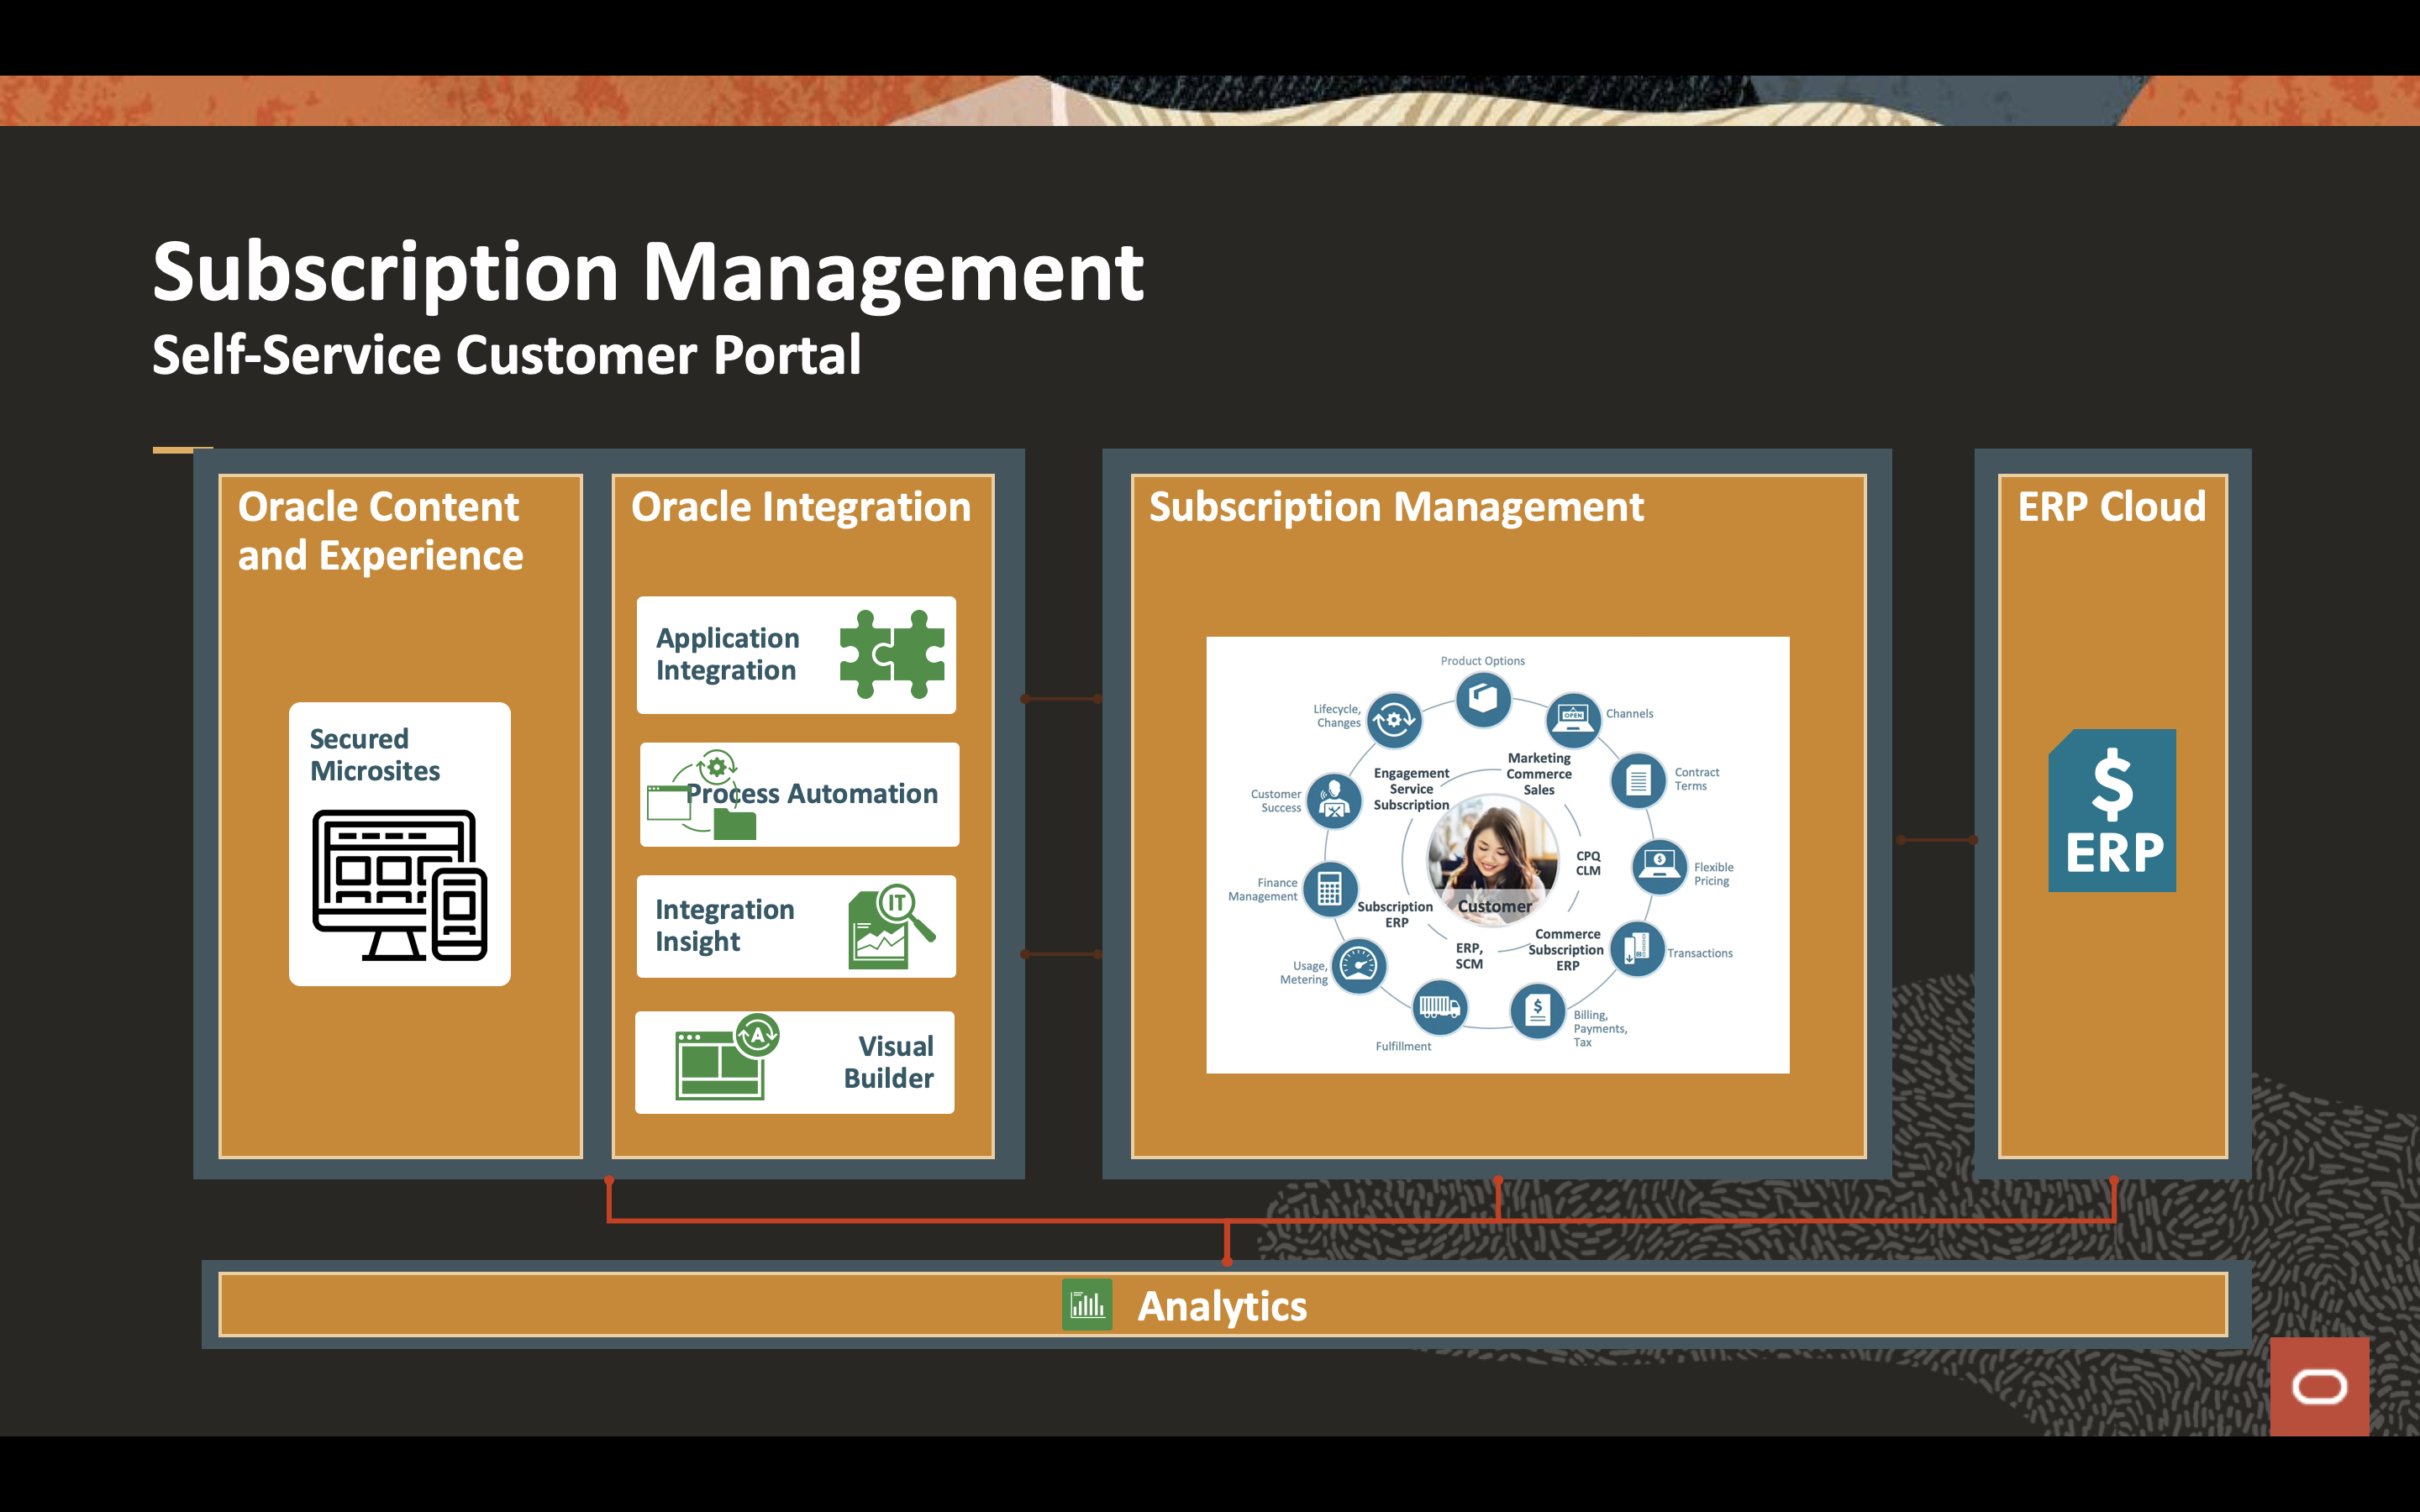 Subscription Management
Self-Service Customer Portal
Oracle Content
and Experience
Secured
Microsites
Oracle Integration
Application
Integration
Process Automation
Integration
Insight
IT
A
Visual
Builder
Subscription Management
Product Options
Channels
OPEN
Contract
Terms
$
Flexible
Pricing
Transactions
$
Billing,
Payments,
Tax
Fulfillment
Usage,
Metering
Finance
Management
Customer
Success
Lifecycle,
Changes
Marketing
Commerce
Sales
CPQ
CLM
Commerce
Subscription
ERP
ERP,
SCM
Subscription
ERP
Engagement
Service
Subscription
Customer
ERP Cloud
$
ERP
Analytics